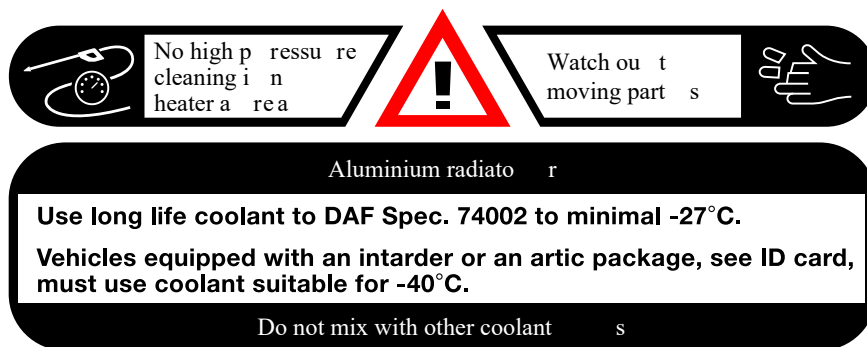 No high pressure
cleaning in
heater area
Watch out
moving parts
Aluminium radiator
Use long life coolant to DAF Spec. 74002 to minimal -27°C.
Vehicles equipped with an intarder or an artic package, see ID card,
must use coolant suitable for -40°C.
Do not mix with other coolants